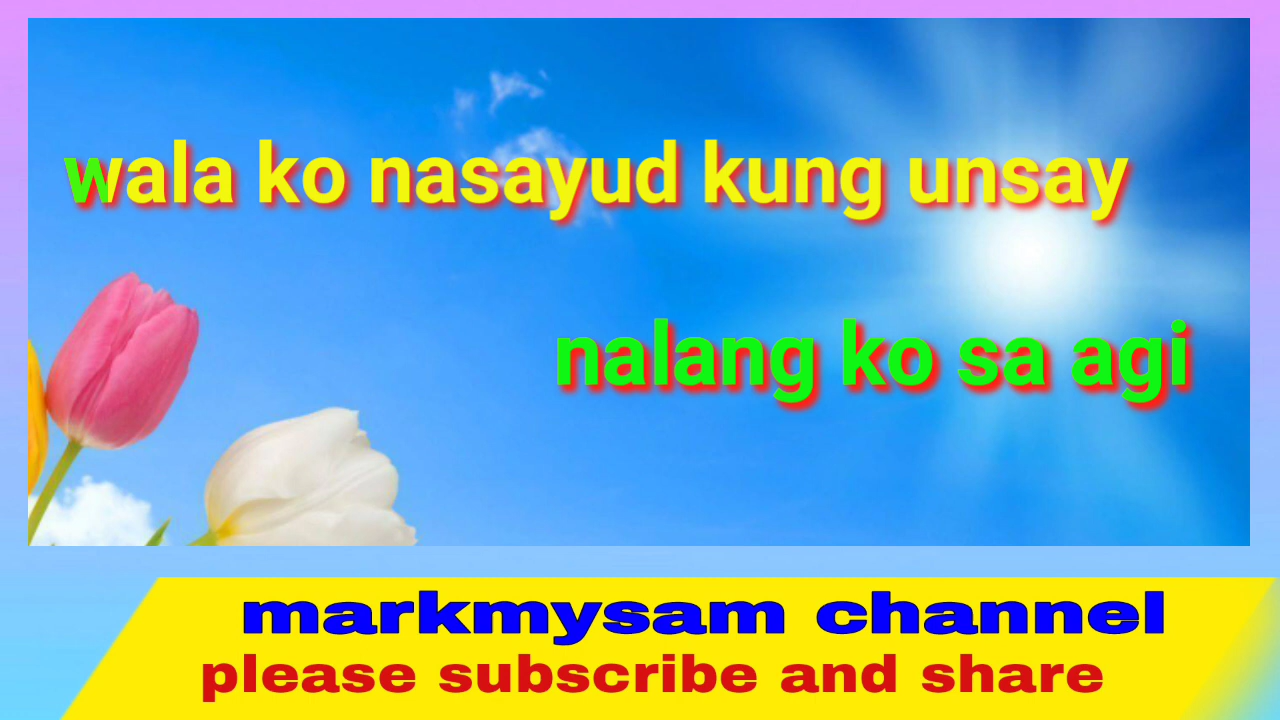 wala ko nasayud kung unsay
nalang ko sa agi
markmysam channel
please subscribe and share